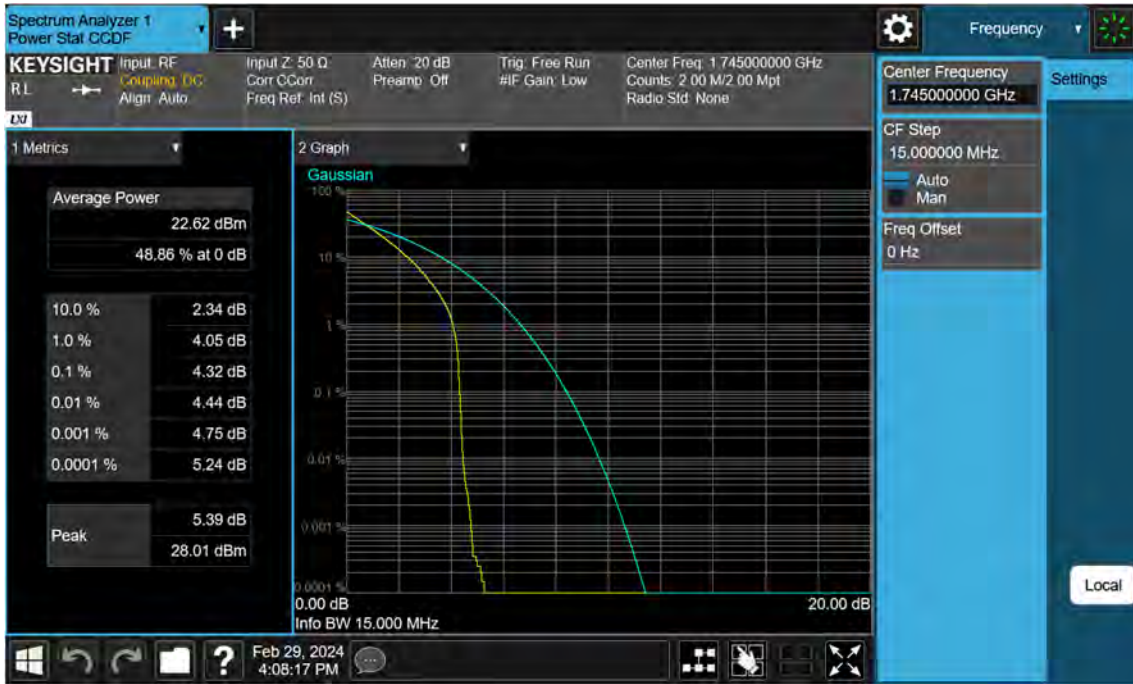 Spectrum Analyzer 1
Power Stat CCDF
Frequency
KEYSIGHT
R L
LXI
Input: RF
Coupling: DC
Align: Auto
Input Z: 50 Ω
Corr CCorr
Freq Ref: Int (S)
Atten: 20 dB
Preamp: Off
Trig: Free Run
#IF Gain: Low
Center Freq: 1.745000000 GHz
Counts: 2.00 M/2.00 Mpt
Radio Std: None
Center Frequency
1.745000000 GHz
Settings
CF Step
15.000000 MHz
Auto
Man
Freq Offset
0 Hz
Local
1 Metrics
Average Power
22.62 dBm
48.86 % at 0 dB
10.0 % 2.34 dB
1.0 % 4.05 dB
0.1 % 4.32 dB
0.01 % 4.44 dB
0.001 % 4.75 dB
0.0001 % 5.24 dB
Peak
5.39 dB
28.01 dBm
2 Graph
Gaussian
100 %
10 %
1 %
0.1 %
0.01 %
0.001 %
0.0001 %
0.00 dB 20.00 dB
Info BW 15.000 MHz
?
Feb 29, 2024
4:08:17 PM